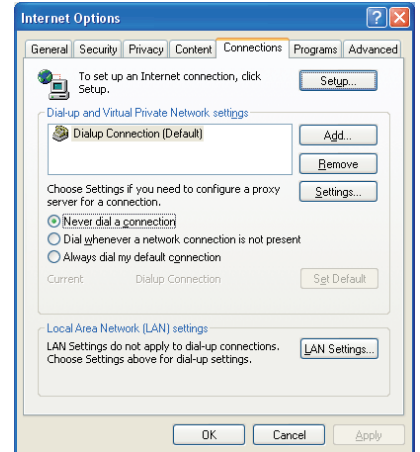 Internet Options
General Security Privacy Content Connections Programs Advanced
To set up an Internet connection, click
Setup.
Setup...
Dial-up and Virtual Private Network settings
Dialup Connection (Default)
Add...
Remove
Choose Settings if you need to configure a proxy
server for a connection.
Settings...
Never dial a connection
Dial whenever a network connection is not present
Always dial my default connection
Current Dialup Connection Set Default
Local Area Network (LAN) settings
LAN Settings do not apply to dial-up connections.
Choose Settings above for dial-up settings.
LAN Settings...
OK Cancel Apply